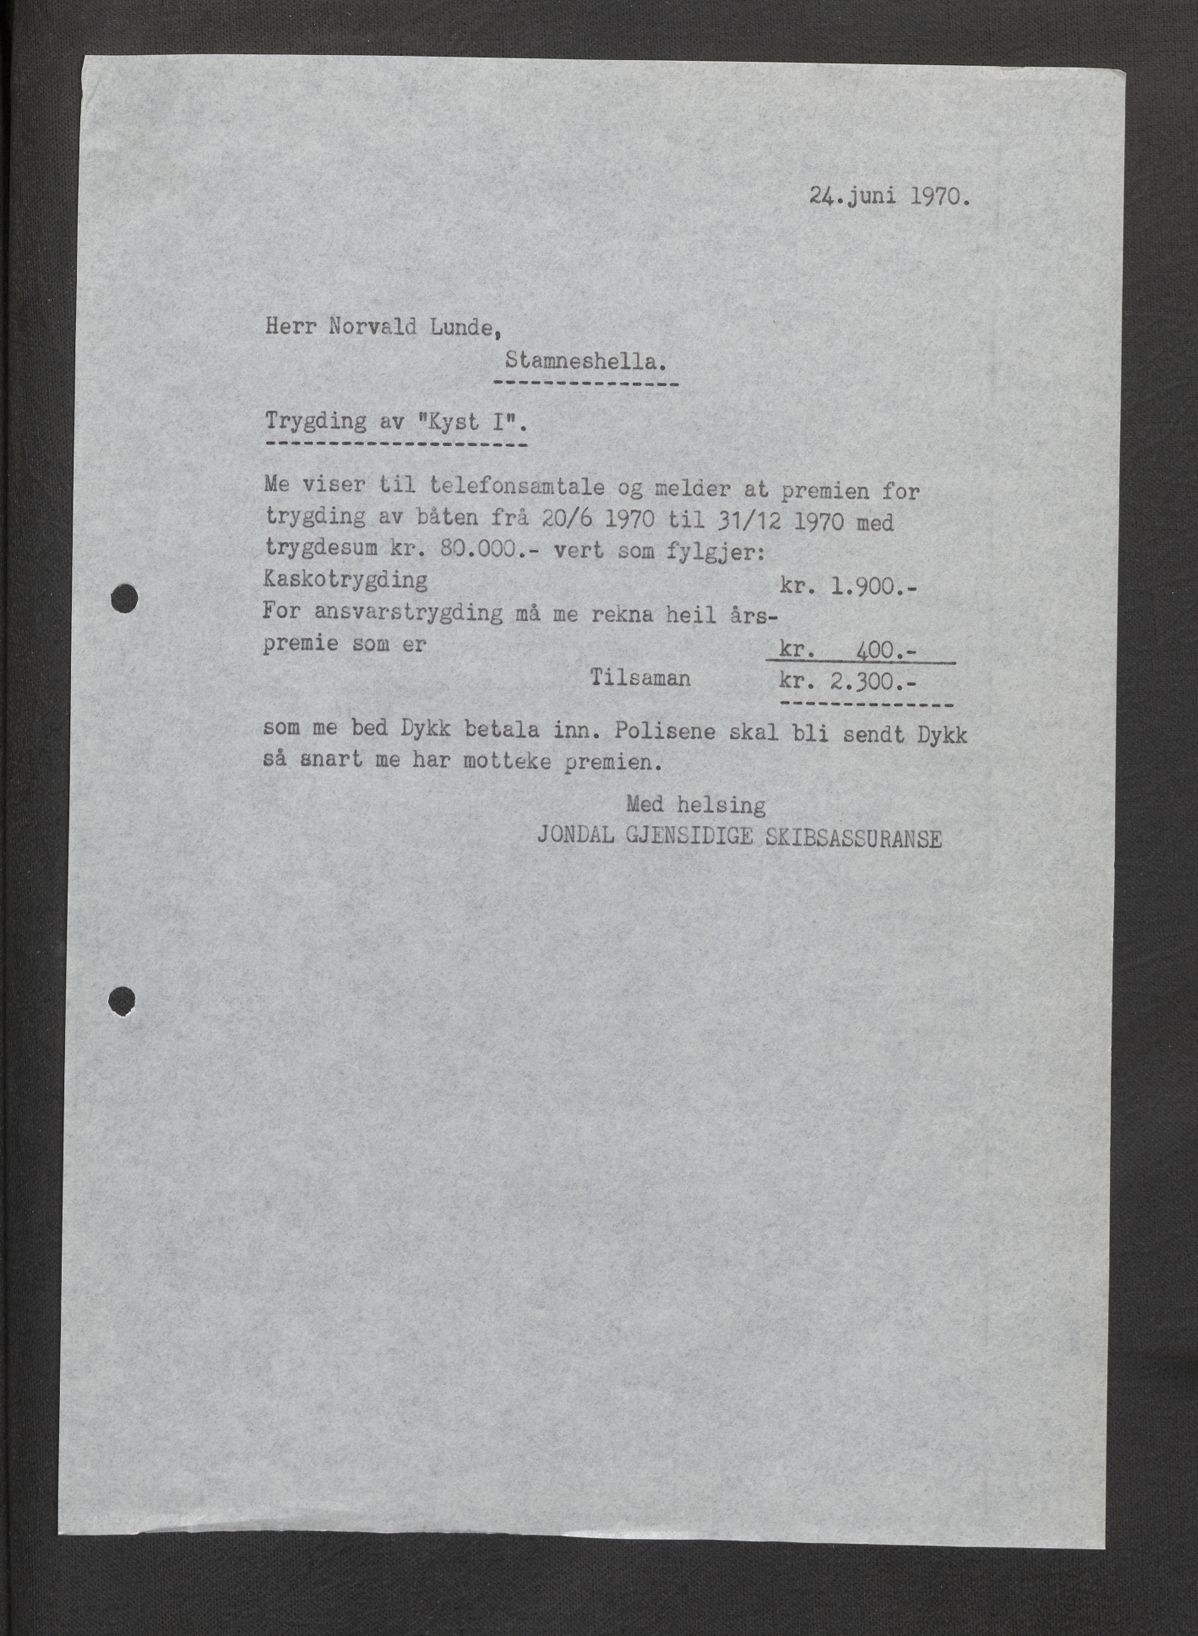 24.juni 1970.
Herr Norvald Lunde,
Stamneshella.
Trygding av "Kyst I".
Me viser til telefonsamtale og melder at premien for
trygding av båten frå 20/6 1970 til 31/12 1970 med
trygdesum kr. 80.000.- vert som fylgjer:
Kaskotrygding kr. 1.900.-
For ansvarstrygding må me rekna heil års-
premie som er kr. 400.-
Tilsaman kr. 2.300.-
som me bed Dykk betala inn. Polisene skal bli sendt Dykk
så snart me har motteke premien.
Med helsing
JONDAL GJENSIDIGE SKIBSASSURANSE